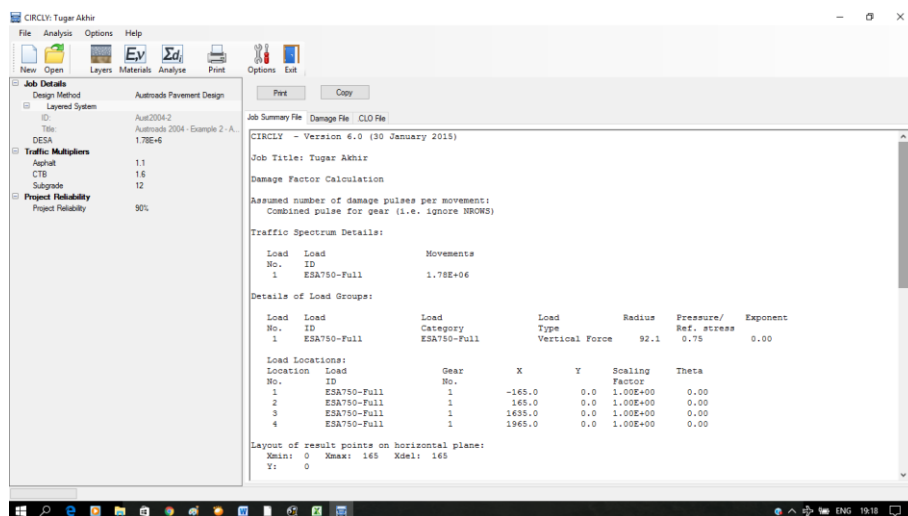 CIRCLY: Tugar Akhir
File Analysis Options Help
New Open Layers Materials Analyse Print Options Exit
E,v Σd,
Job Details
Design Method Austroads Pavement Design
Layered System
ID: Aust2004-2
Title: Austroads 2004 - Example 2 - A...
DESA 1.78E+6
Traffic Multipliers
Asphalt 1.1
CTB 1.6
Subgrade 12
Project Reliability
Project Reliability 90%
Print Copy
Job Summary File Damage File .CLO File
CIRCLY - Version 6.0 (30 January 2015)
Job Title: Tugar Akhir
Damage Factor Calculation
Assumed number of damage pulses per movement:
Combined pulse for gear (i.e. ignore NROWS)
Traffic Spectrum Details:
Load Load Movements
No. ID
1 ESA750-Full 1.78E+06
Details of Load Groups:
Load Load Load Load Radius Pressure/ Exponent
No. ID Category Type Ref. stress
1 ESA750-Full ESA750-Full Vertical Force 92.1 0.75 0.00
Load Locations:
Location Load Gear X Y Scaling Theta
No. ID No. Factor
1 ESA750-Full 1 -165.0 0.0 1.00E+00 0.00
2 ESA750-Full 1 165.0 0.0 1.00E+00 0.00
3 ESA750-Full 1 1635.0 0.0 1.00E+00 0.00
4 ESA750-Full 1 1965.0 0.0 1.00E+00 0.00
Layout of result points on horizontal plane:
Xmin: 0 Xmax: 165 Xdel: 165
Y: 0
ENG 19:18